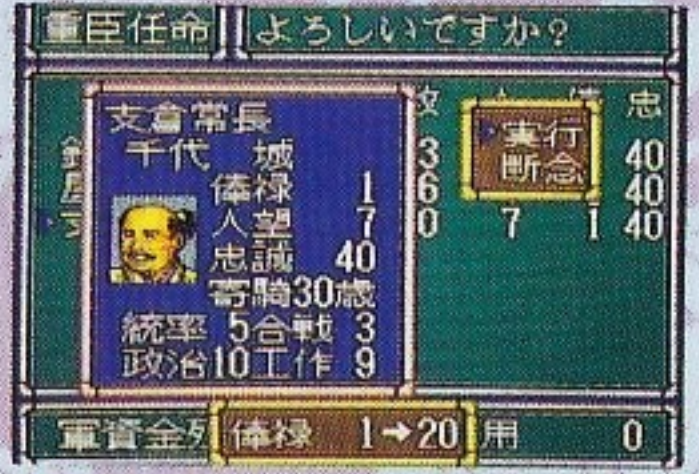 重臣任命
よろしいですか?
支倉常長
千代 城
俸禄 1
人望 7
忠誠 40
寄騎30歳
統率 5合戦 3
政治10工作 9
実行
断念
忠
3 40
6 40
0 7 1 40
軍資金
俸禄 1→20
用 0